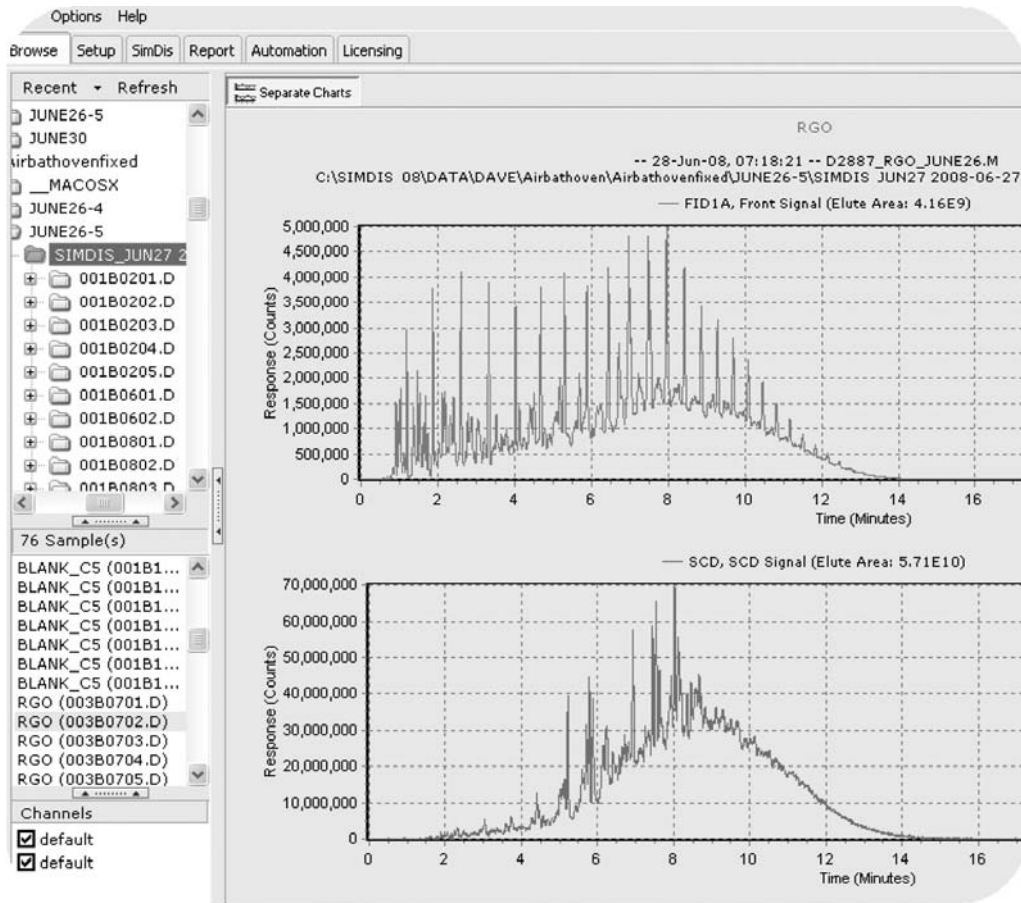 Options Help
Browse Setup SimDis Report Automation Licensing
Recent Refresh
JUNE26-5
JUNE30
Airbathovenfixed
__MACOSX
JUNE26-4
JUNE26-5
SIMDIS_JUN27 2
001B0201.D
001B0202.D
001B0203.D
001B0204.D
001B0205.D
001B0601.D
001B0602.D
001B0801.D
001B0802.D
001B0803.D
76 Sample(s)
BLANK_C5 (001B1...
BLANK_C5 (001B1...
BLANK_C5 (001B1...
BLANK_C5 (001B1...
BLANK_C5 (001B1...
BLANK_C5 (001B1...
BLANK_C5 (001B1...
RGO (003B0701.D)
RGO (003B0702.D)
RGO (003B0703.D)
RGO (003B0704.D)
RGO (003B0705.D)
Channels
default
default
Separate Charts
RGO
-- 28-Jun-08, 07:18:21 -- D2887_RGO_JUNE26.M
C:\SIMDIS_08\DATA\DAVE\Airbathoven\Airbathovenfixed\JUNE26-5\SIMDIS_JUN27 2008-06-27
FID1A, Front Signal (Elute Area: 4.16E9)
Response (Counts)
5,000,000
4,500,000
4,000,000
3,500,000
3,000,000
2,500,000
2,000,000
1,500,000
1,000,000
500,000
0
0 2 4 6 8 10 12 14 16
Time (Minutes)
SCD, SCD Signal (Elute Area: 5.71E10)
Response (Counts)
70,000,000
60,000,000
50,000,000
40,000,000
30,000,000
20,000,000
10,000,000
0
0 2 4 6 8 10 12 14 16
Time (Minutes)